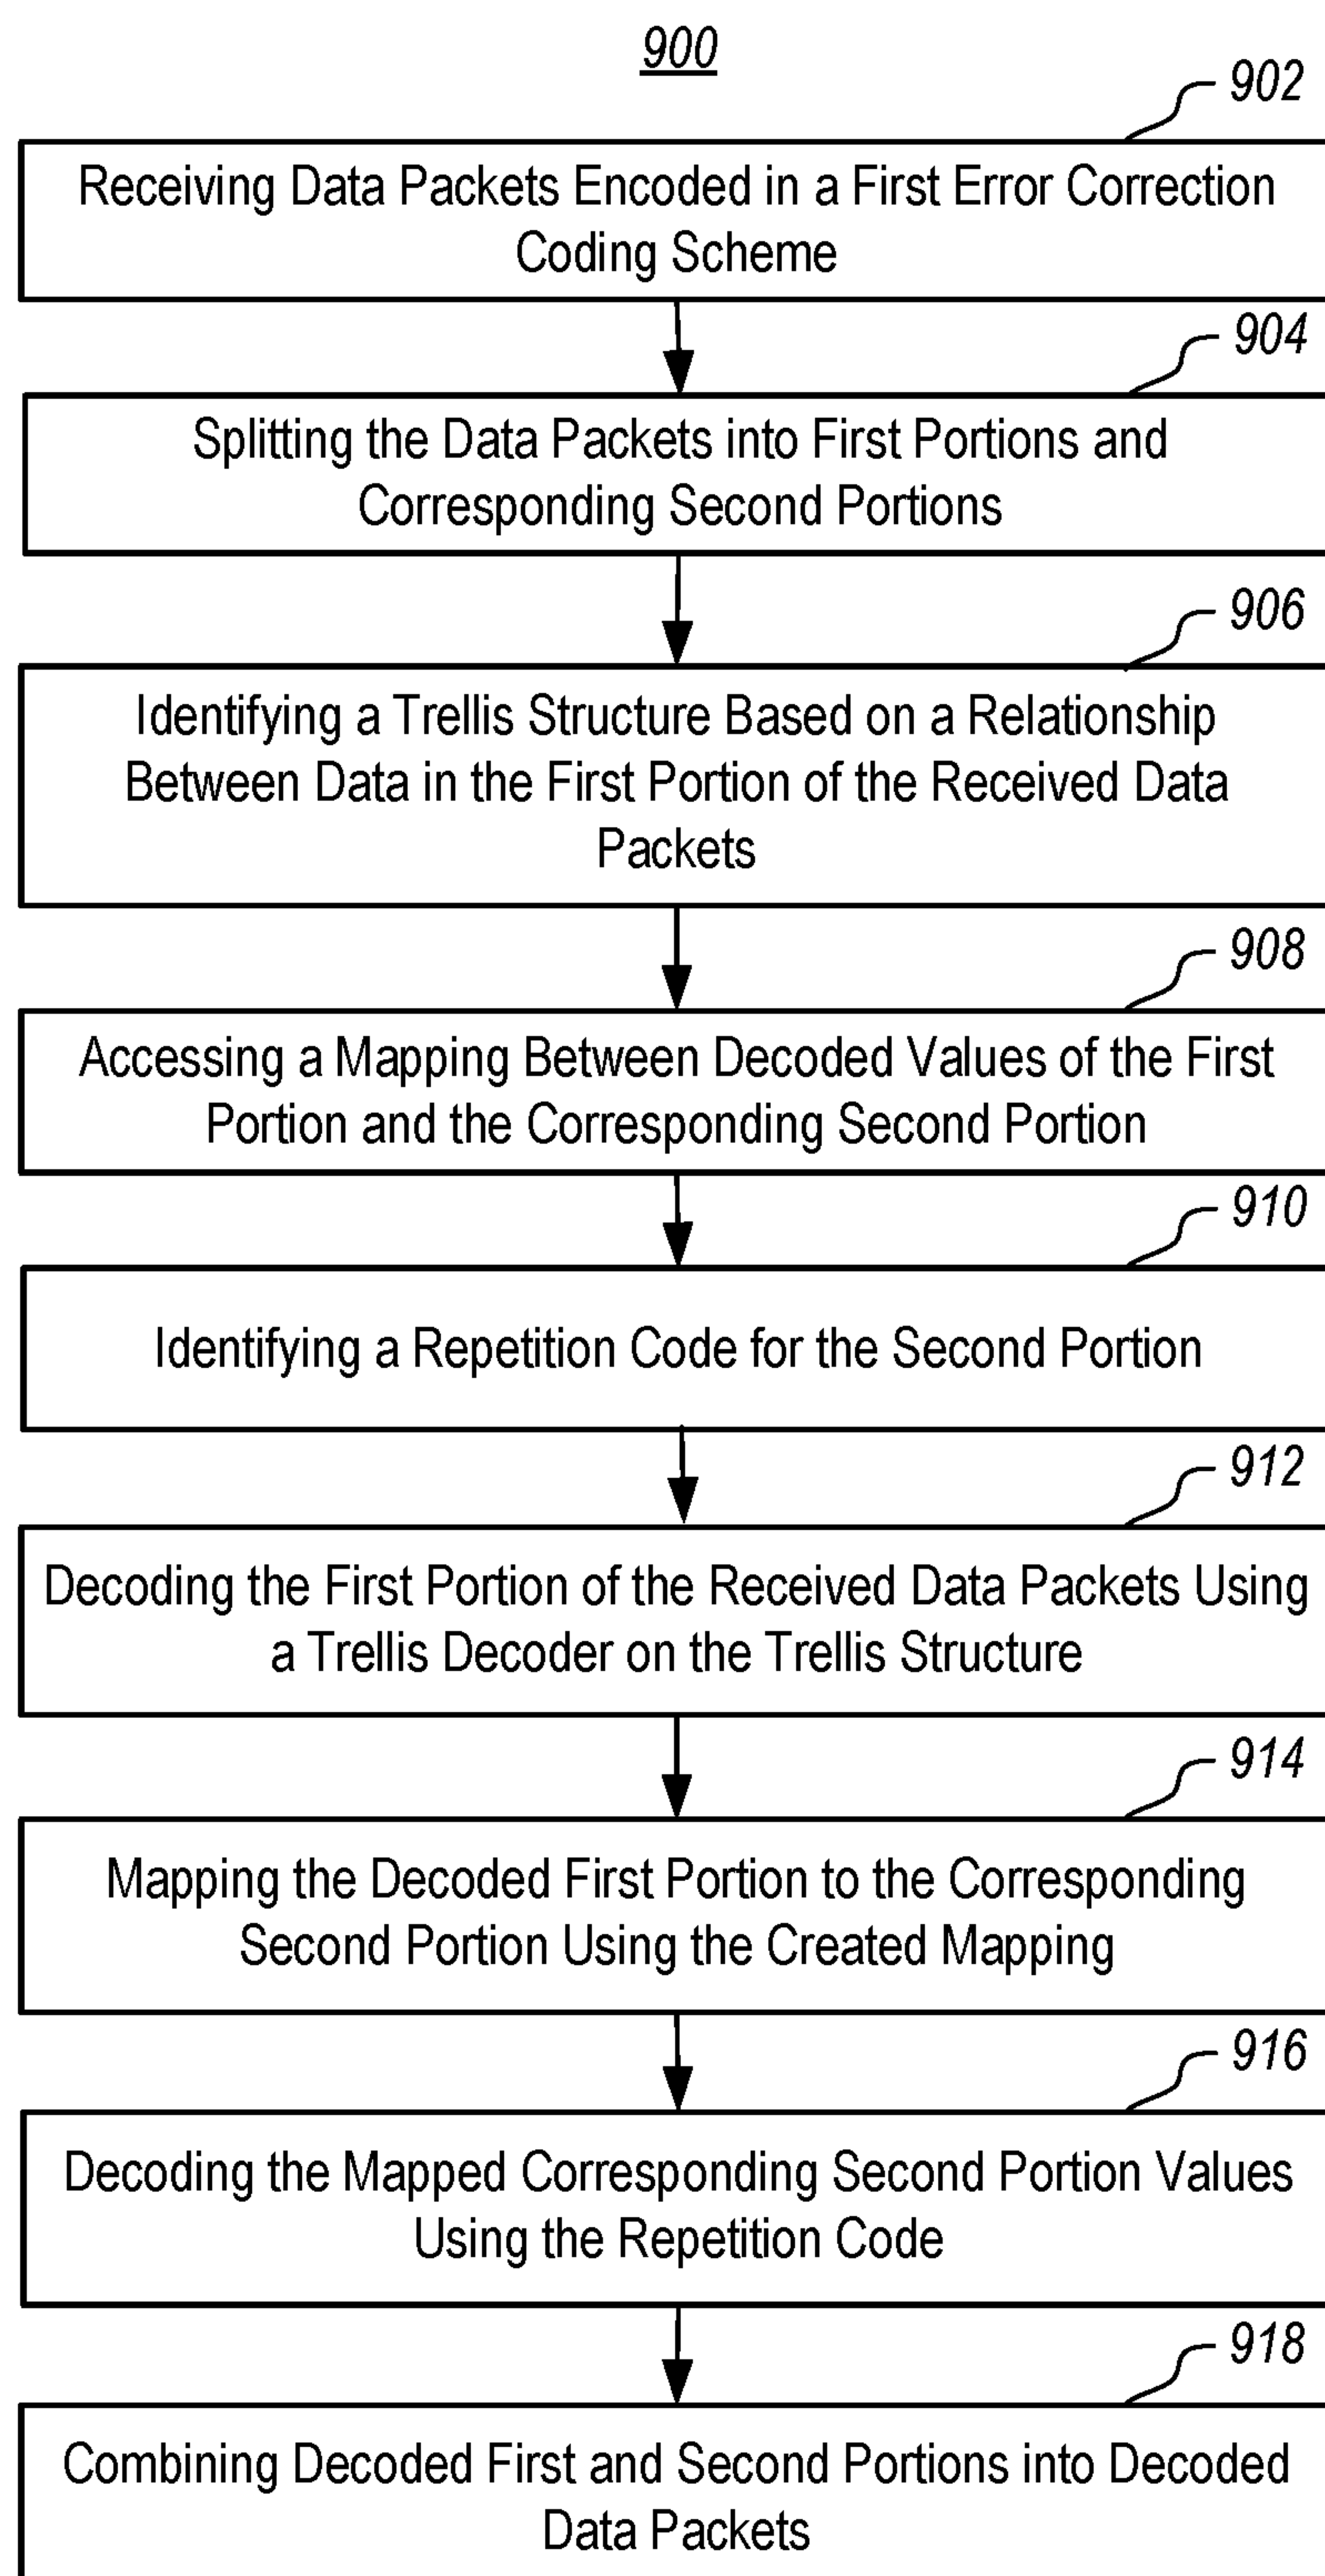 900
902
Receiving Data Packets Encoded in a First Error Correction
Coding Scheme
904
Splitting the Data Packets into First Portions and
Corresponding Second Portions
906
Identifying a Trellis Structure Based on a Relationship
Between Data in the First Portion of the Received Data
Packets
908
Accessing a Mapping Between Decoded Values of the First
Portion and the Corresponding Second Portion
910
Identifying a Repetition Code for the Second Portion
912
Decoding the First Portion of the Received Data Packets Using
a Trellis Decoder on the Trellis Structure
914
Mapping the Decoded First Portion to the Corresponding
Second Portion Using the Created Mapping
916
Decoding the Mapped Corresponding Second Portion Values
Using the Repetition Code
918
Combining Decoded First and Second Portions into Decoded
Data Packets